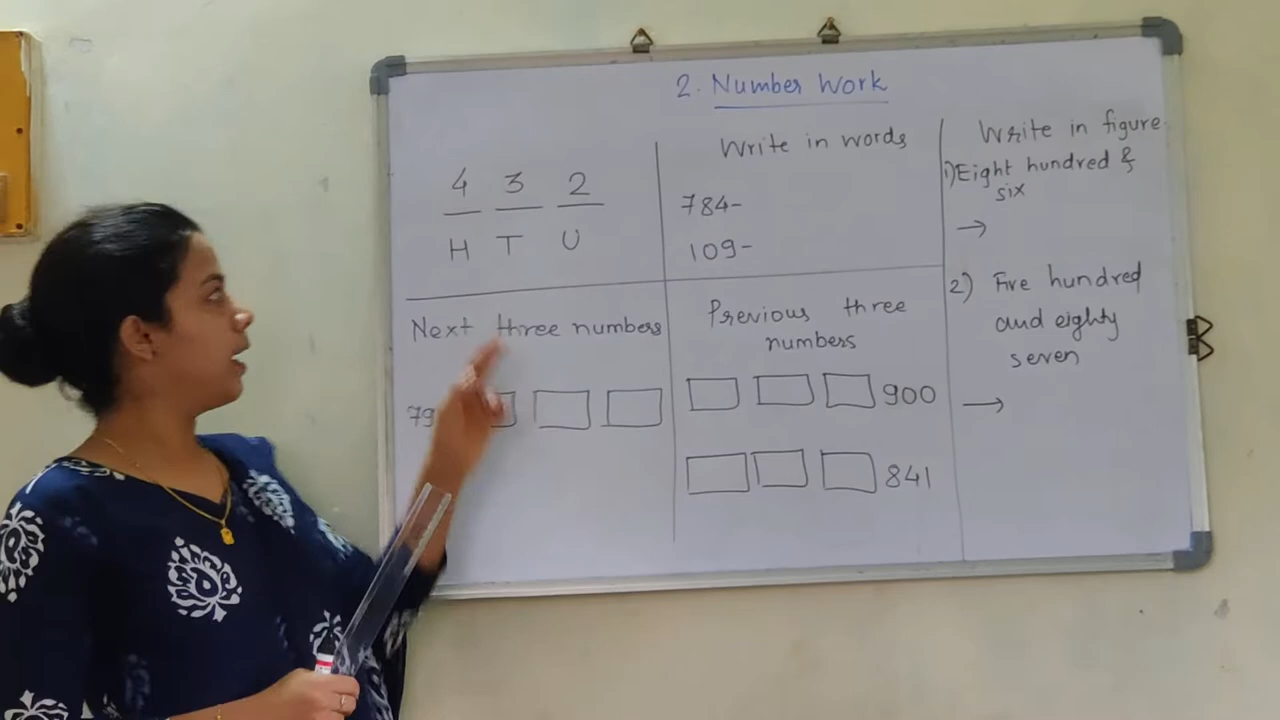 2. Number Work
4 3 2
H T U
Write in words
784-
109-
Write in figure
1) Eight hundred &
six
→
2) Five hundred
and eighty
seven
→
Next three numbers
79
Previous three
numbers
900
841